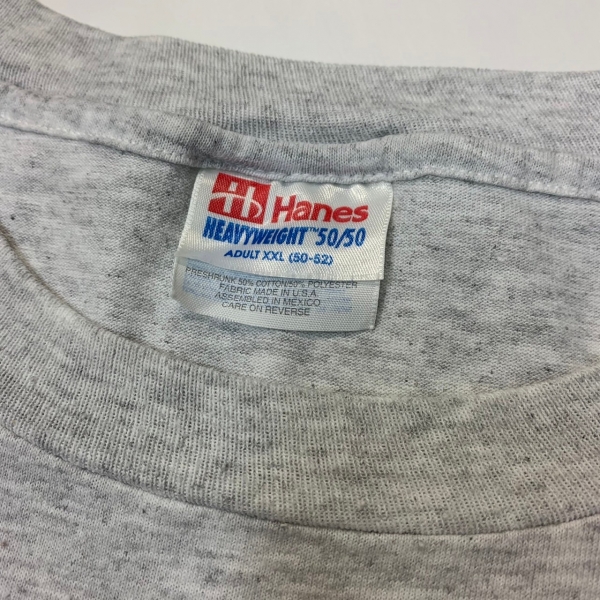 Hanes
HEAVYWEIGHT™ 50/50
ADULT XXL (50-52)
PRESHRUNK 50% COTTON/50% POLYESTER
FABRIC MADE IN U.S.A.
ASSEMBLED IN MEXICO
CARE ON REVERSE